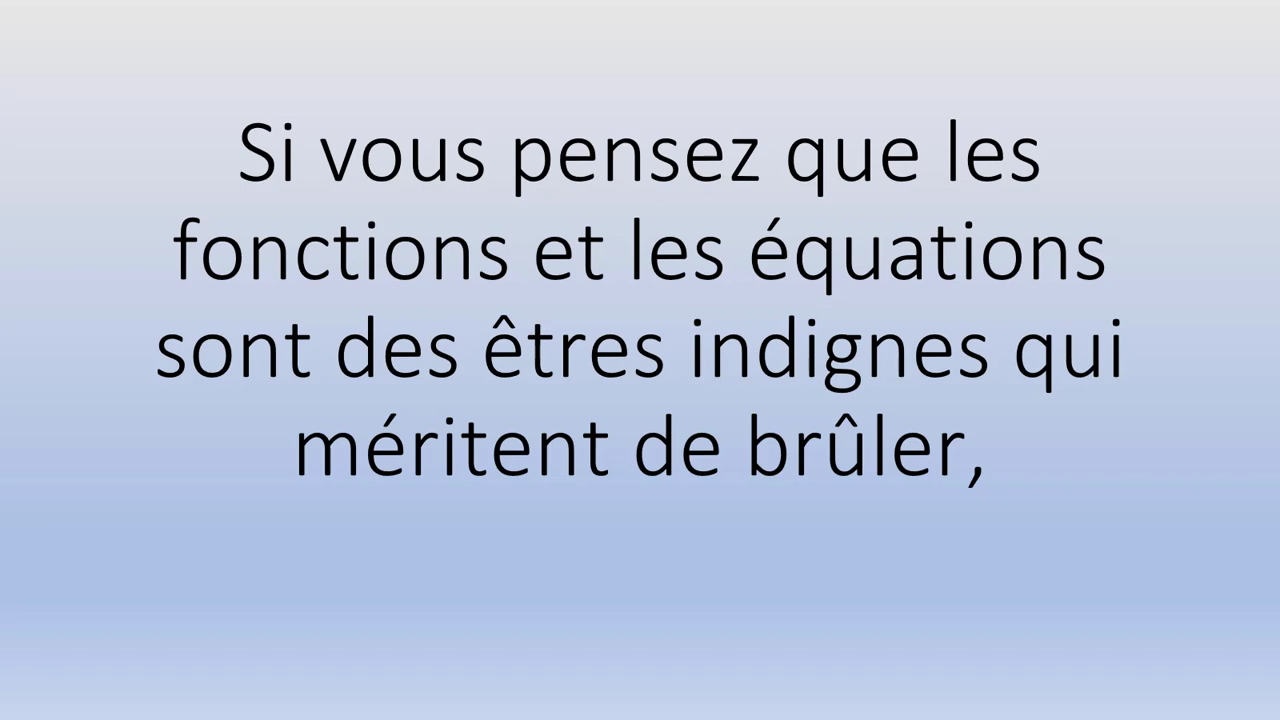 Si vous pensez que les
fonctions et les équations
sont des êtres indignes qui
méritent de brûler,